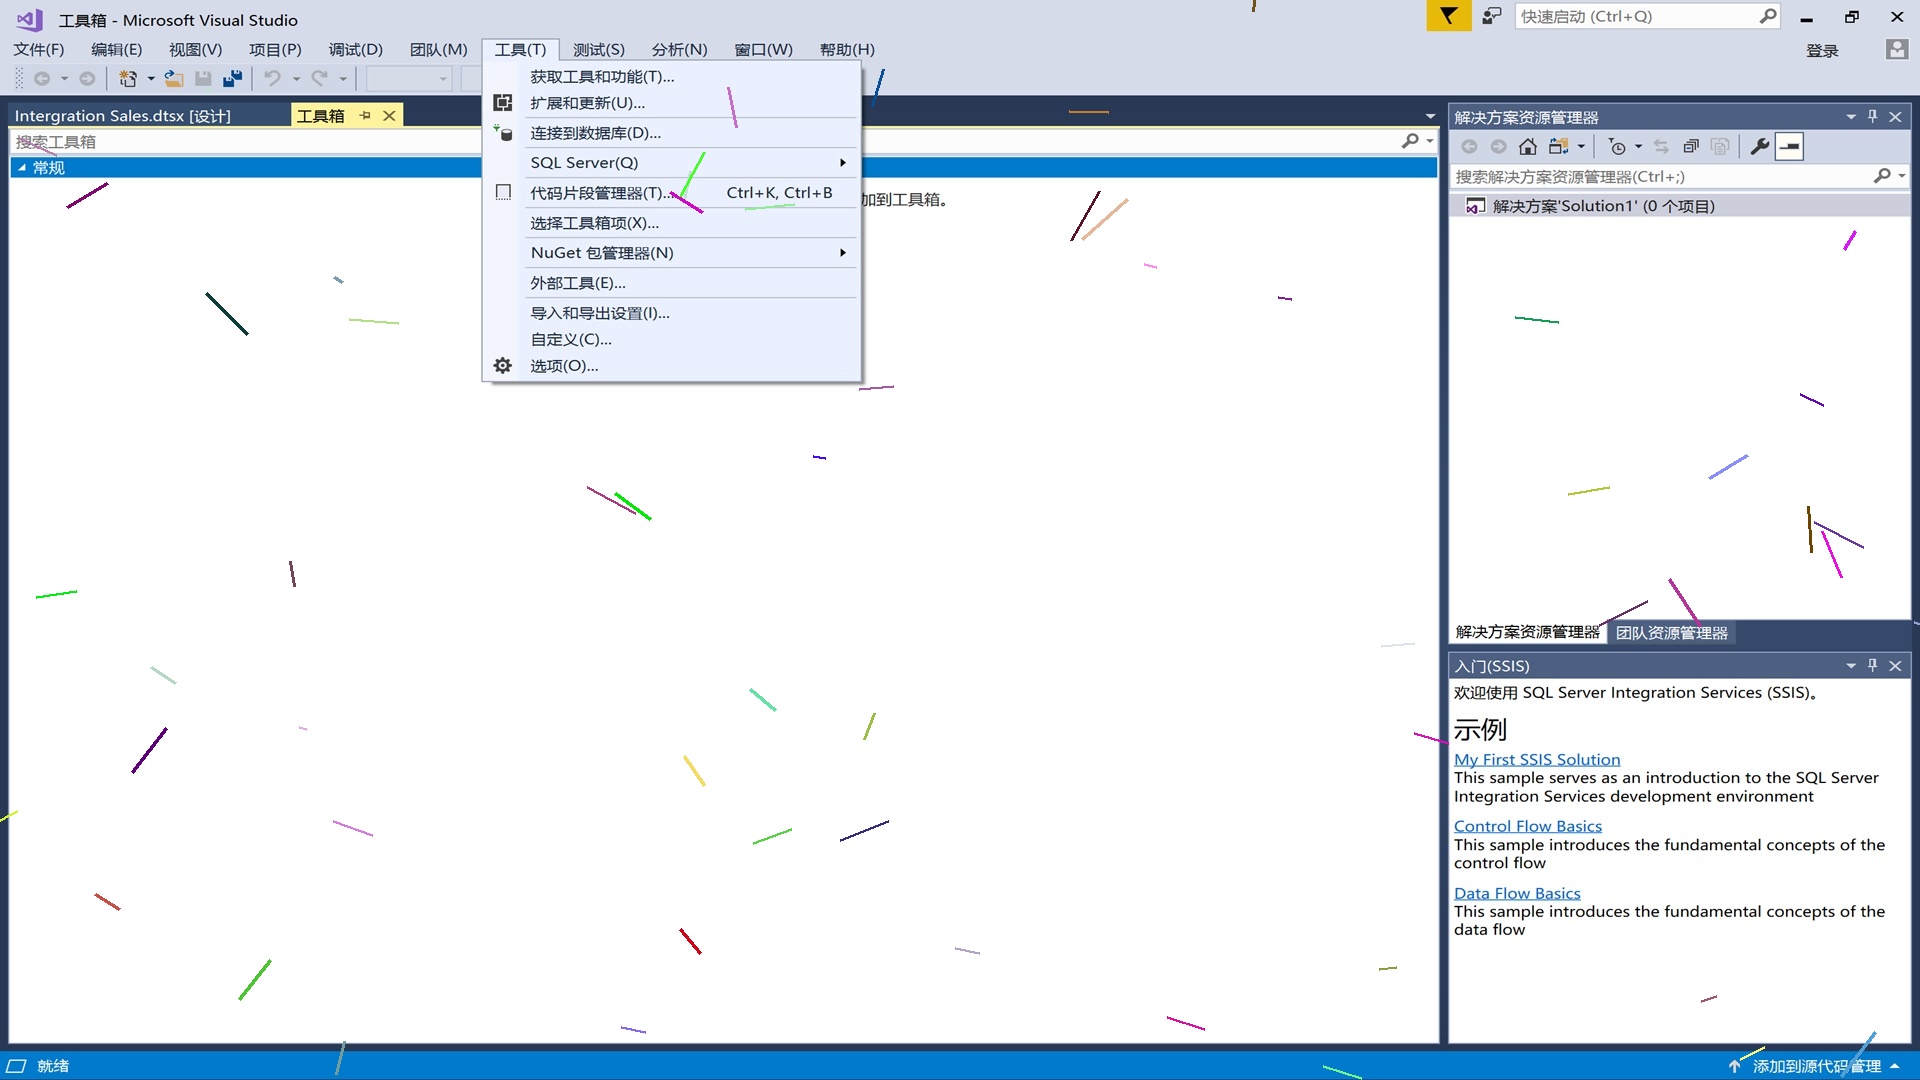 工具箱 - Microsoft Visual Studio
快速启动 (Ctrl+Q)
文件(F) 编辑(E) 视图(V) 项目(P) 调试(D) 团队(M) 工具(T) 测试(S) 分析(N) 窗口(W) 帮助(H)
登录
获取工具和功能(T)...
扩展和更新(U)...
连接到数据库(D)...
SQL Server(Q)
代码片段管理器(T)... Ctrl+K, Ctrl+B
选择工具箱项(X)...
NuGet 包管理器(N)
外部工具(E)...
导入和导出设置(I)...
自定义(C)...
选项(O)...
Intergration Sales.dtsx [设计]
工具箱
搜索工具箱
常规
加到工具箱。
解决方案资源管理器
搜索解决方案资源管理器(Ctrl+;)
解决方案'Solution1' (0 个项目)
解决方案资源管理器 团队资源管理器
入门(SSIS)
欢迎使用 SQL Server Integration Services (SSIS)。
示例
My First SSIS Solution
This sample serves as an introduction to the SQL Server
Integration Services development environment
Control Flow Basics
This sample introduces the fundamental concepts of the
control flow
Data Flow Basics
This sample introduces the fundamental concepts of the
data flow
就绪
添加到源代码管理